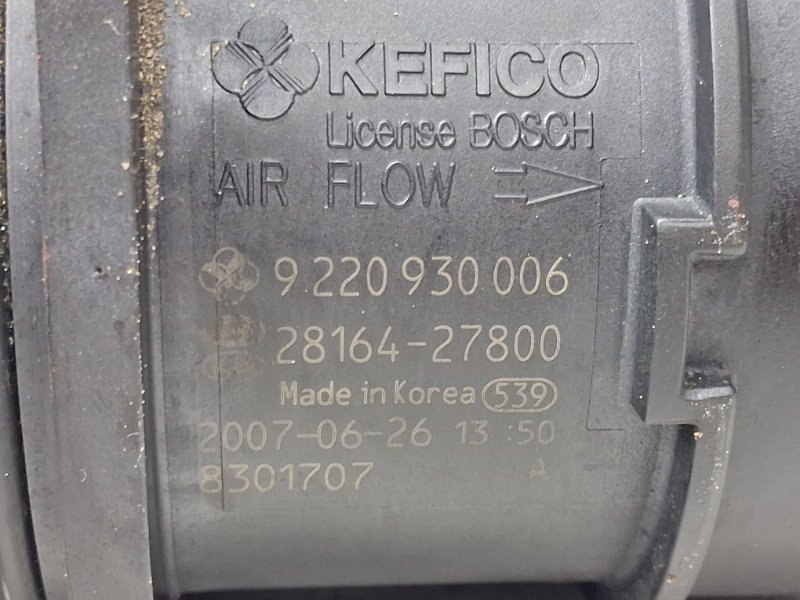 KEFICO
License BOSCH
AIR FLOW
9 220 930 006
28164-27800
Made in Korea 539
2007-06-26 13:50
8301707 A